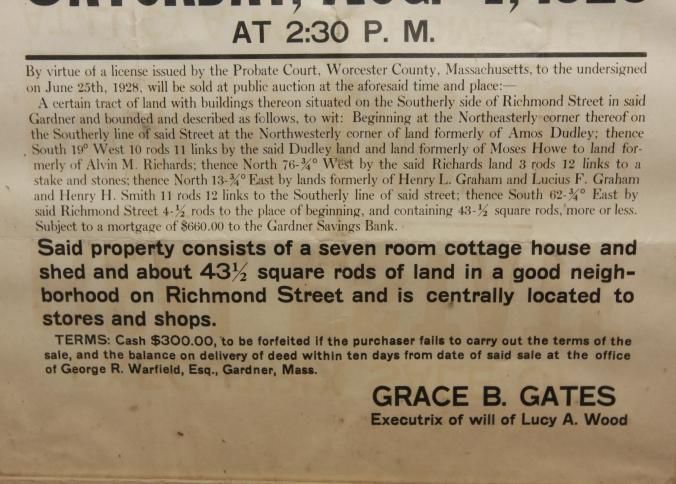 SATURDAY, AUG. 4, 1928
AT 2:30 P. M.
By virtue of a license issued by the Probate Court, Worcester County, Massachusetts, to the undersigned
on June 25th, 1928, will be sold at public auction at the aforesaid time and place:—
A certain tract of land with buildings thereon situated on the Southerly side of Richmond Street in said
Gardner and bounded and described as follows, to wit: Beginning at the Northeasterly corner thereof on
the Southerly line of said Street at the Northwesterly corner of land formerly of Amos Dudley; thence
South 19° West 10 rods 11 links by the said Dudley land and land formerly of Moses Howe to land for-
merly of Alvin M. Richards; thence North 76-¾° West by the said Richards land 3 rods 12 links to a
stake and stones; thence North 13-¾° East by lands formerly of Henry L. Graham and Lucius F. Graham
and Henry H. Smith 11 rods 12 links to the Southerly line of said street; thence South 62-¾° East by
said Richmond Street 4-½ rods to the place of beginning, and containing 43-½ square rods, more or less.
Subject to a mortgage of $660.00 to the Gardner Savings Bank.
Said property consists of a seven room cottage house and
shed and about 43½ square rods of land in a good neigh-
borhood on Richmond Street and is centrally located to
stores and shops.
TERMS: Cash $300.00, to be forfeited if the purchaser fails to carry out the terms of the
sale, and the balance on delivery of deed within ten days from date of said sale at the office
of George R. Warfield, Esq., Gardner, Mass.
GRACE B. GATES
Executrix of will of Lucy A. Wood